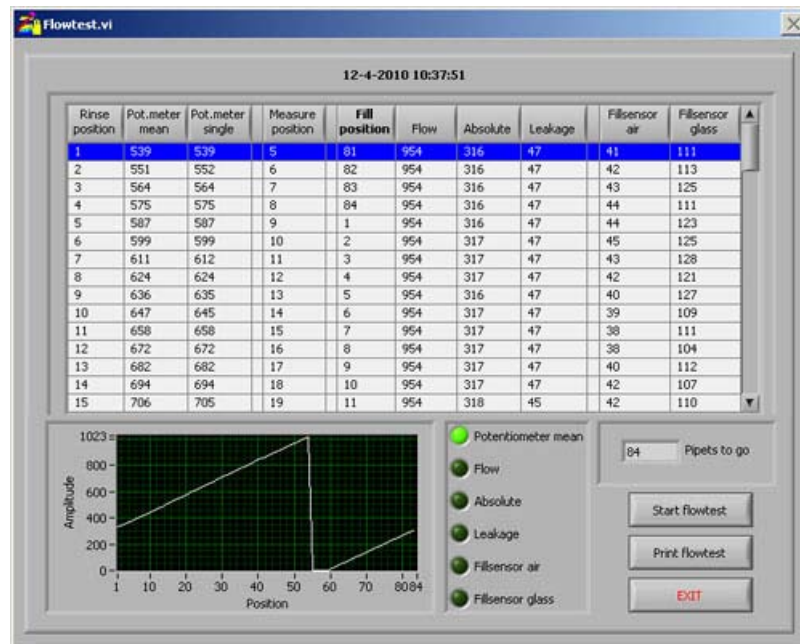 Flowtest.vi
12-4-2010 10:37:51
Rinse position Pot.meter mean Pot.meter single Measure position Fill position Flow Absolute Leakage Fillsensor air Fillsensor glass
1 539 539 5 81 954 316 47 41 111
2 551 552 6 82 954 316 47 42 113
3 564 564 7 83 954 316 47 43 125
4 575 575 8 84 954 316 47 44 111
5 587 587 9 1 954 316 47 44 123
6 599 599 10 2 954 317 47 45 125
7 611 612 11 3 954 317 47 43 128
8 624 624 12 4 954 317 47 42 121
9 636 635 13 5 954 316 47 40 127
10 647 645 14 6 954 317 47 39 109
11 658 658 15 7 954 317 47 38 111
12 672 672 16 8 954 317 47 38 104
13 682 682 17 9 954 317 47 40 112
14 694 694 18 10 954 317 47 42 107
15 706 705 19 11 954 318 45 42 110
Amplitude
1023
800
600
400
200
0
1 10 20 30 40 50 60 70 80 84
Position
Potentiometer mean
Flow
Absolute
Leakage
Fillsensor air
Fillsensor glass
84 Pipets to go
Start flowtest
Print flowtest
EXIT